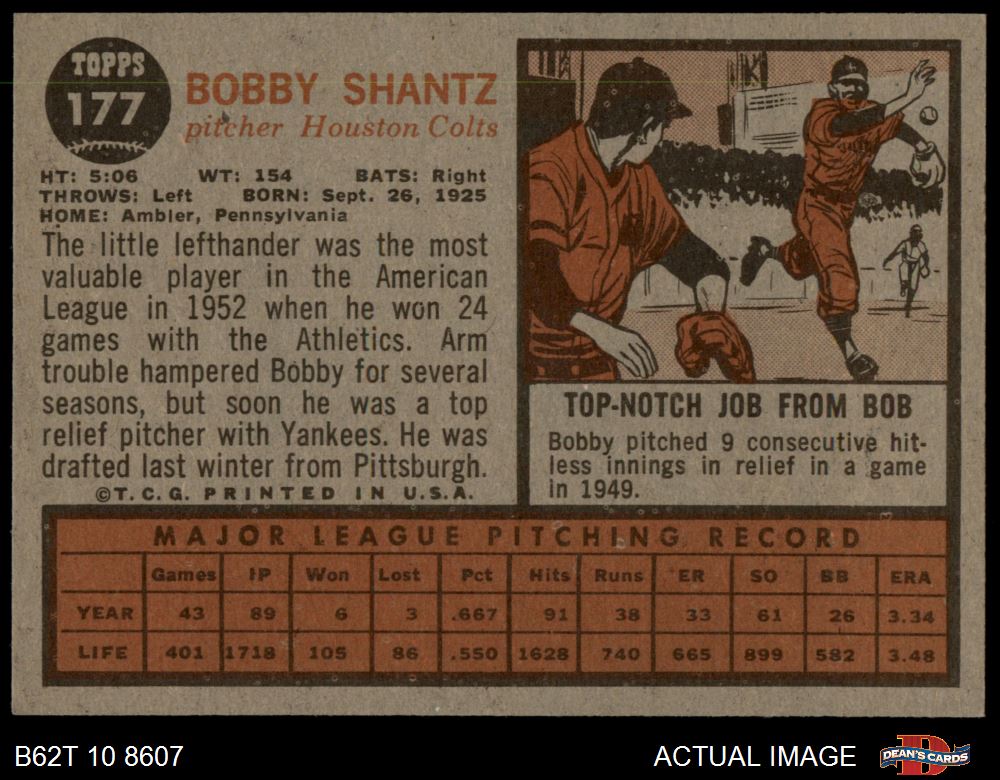 TOPPS
177
BOBBY SHANTZ
pitcher Houston Colts
HT: 5:06 WT: 154 BATS: Right
THROWS: Left BORN: Sept. 26, 1925
HOME: Ambler, Pennsylvania
The little lefthander was the most
valuable player in the American
League in 1952 when he won 24
games with the Athletics. Arm
trouble hampered Bobby for several
seasons, but soon he was a top
relief pitcher with Yankees. He was
drafted last winter from Pittsburgh.
©T.C.G. PRINTED IN U.S.A.
TOP-NOTCH JOB FROM BOB
Bobby pitched 9 consecutive hit-
less innings in relief in a game
in 1949.
MAJOR LEAGUE PITCHING RECORD
Games IP Won Lost Pct Hits Runs ER SO BB ERA
YEAR 43 89 6 3 .667 91 38 33 61 26 3.34
LIFE 401 1718 105 86 .550 1628 740 665 899 582 3.48
B62T 10 8607
ACTUAL IMAGE
D
DEAN'S CARDS